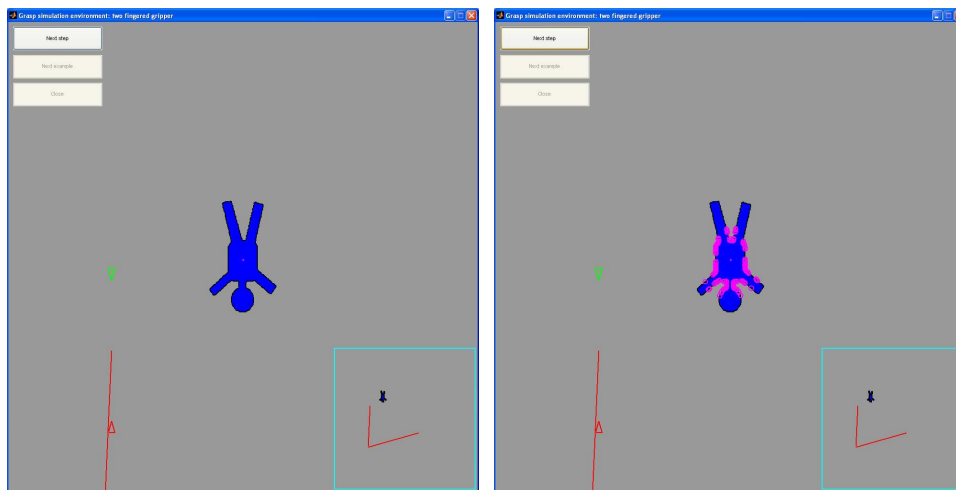 Grasp simulation environment: two fingered gripper
Next step
Next example
Close
Grasp simulation environment: two fingered gripper
Next step
Next example
Close